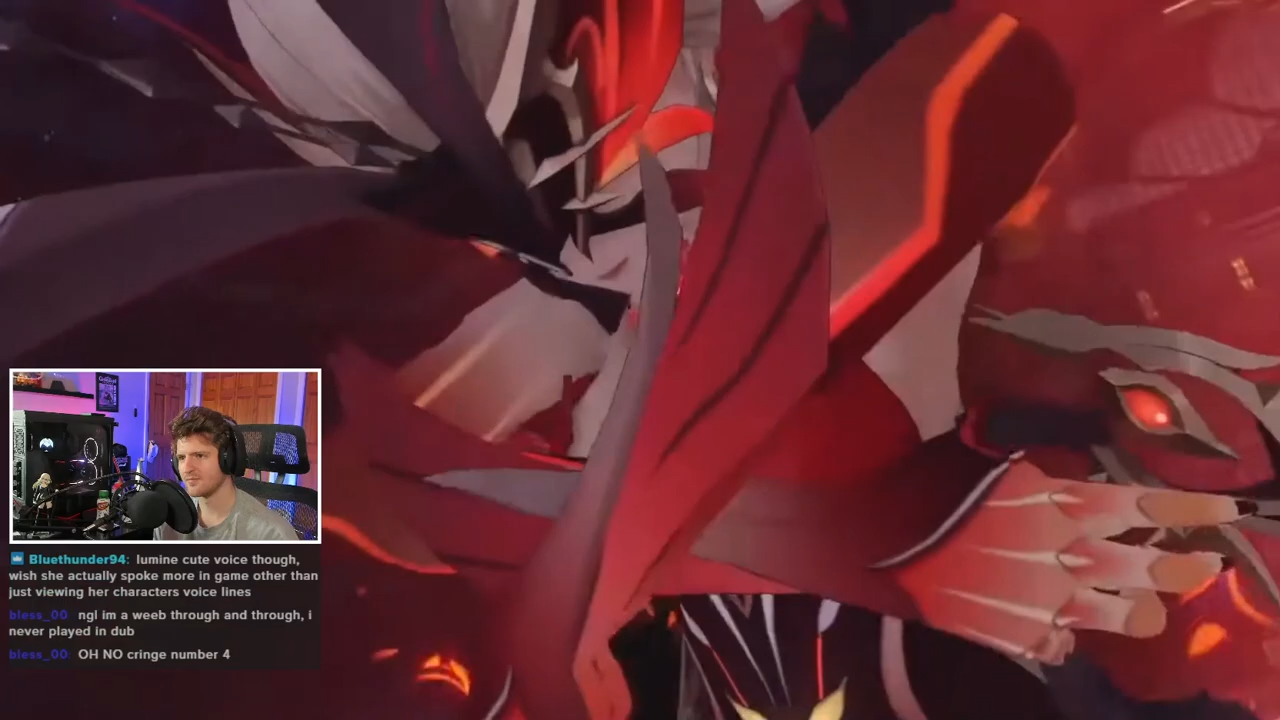 Bluethunder94: lumine cute voice though,
wish she actually spoke more in game other than
just viewing her characters voice lines
bless_00: ngl im a weeb through and through, i
never played in dub
bless_00: OH NO cringe number 4